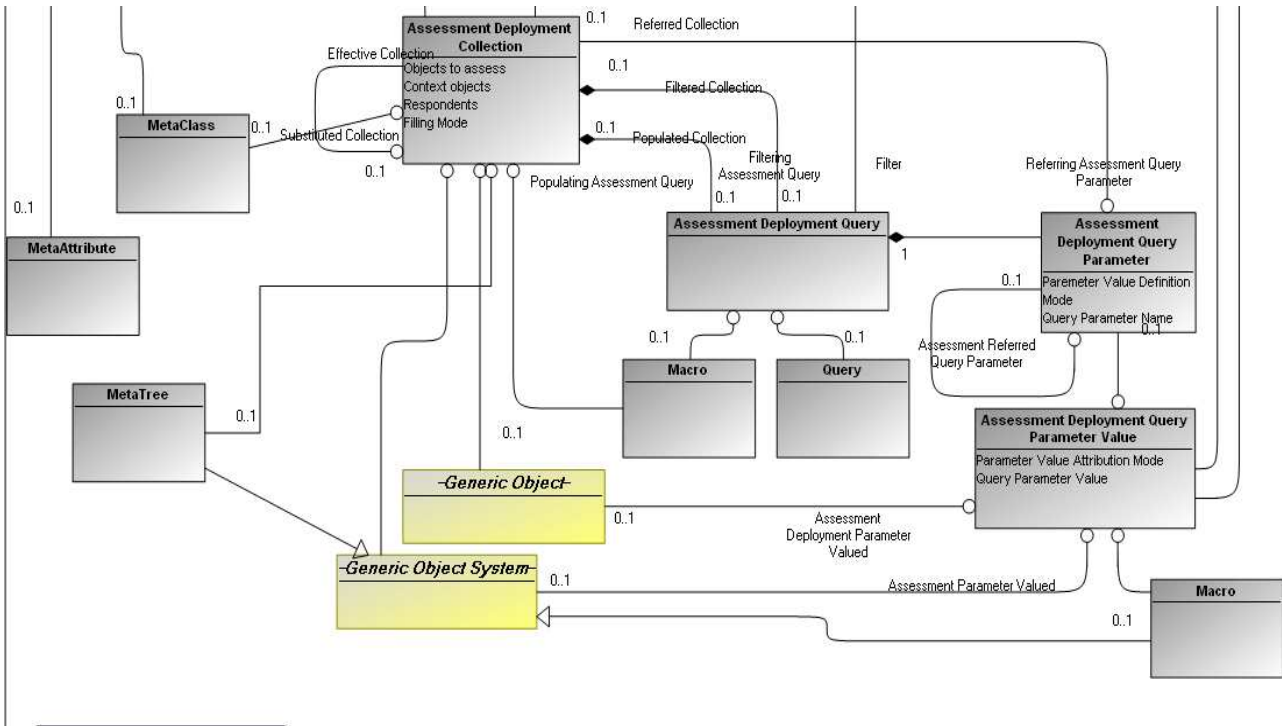 0..1
Referred Collection
Assessment Deployment
Collection
Effective Collection
Objects to assess
Context objects
Respondents
Filling Mode
0..1
Filtered Collection
0..1
MetaClass
0..1
Substituted Collection
0..1
0..1
Populated Collection
Filtering
Assessment Query
Filter
Referring Assessment Query
Parameter
Populating Assessment Query
0..1
0..1
0..1
MetaAttribute
Assessment Deployment Query
1
Assessment
Deployment Query
Parameter
Paremeter Value Definition
Mode
Query Parameter Name
0..1
0..1
Assessment Referred
Query Parameter
0..1
0..1
Macro
Query
MetaTree
0..1
0..1
Assessment Deployment Query
Parameter Value
Parameter Value Attribution Mode
Query Parameter Value
Generic Object
0..1
Assessment
Deployment Parameter
Valued
Generic Object System
0..1
Assessment Parameter Valued
Macro
0..1